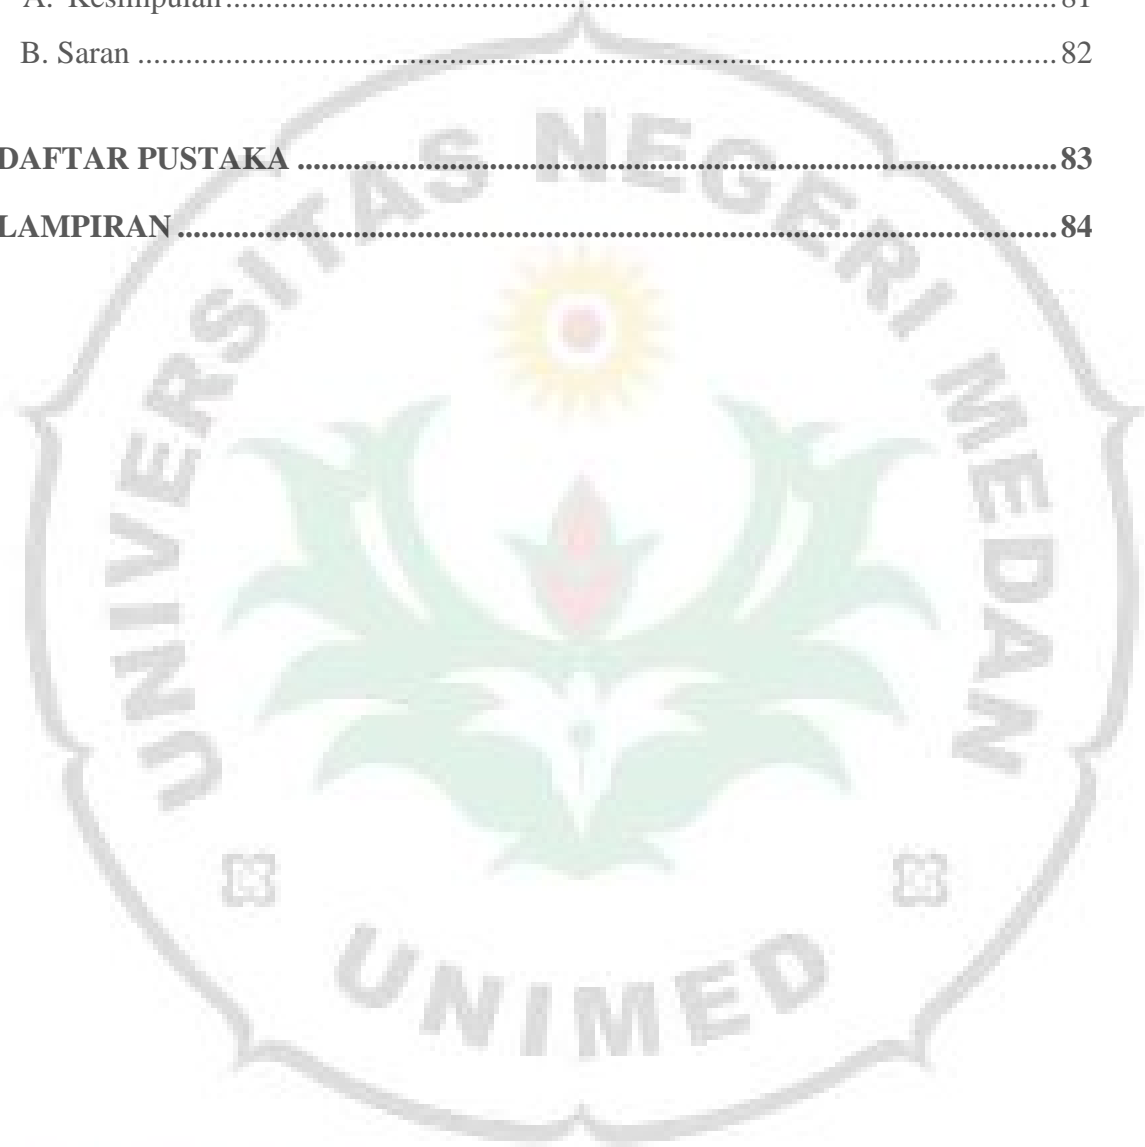 A. Kesimpulan........................................................................................81
B. Saran ..................................................................................................82
DAFTAR PUSTAKA .................................................................................83
LAMPIRAN ..............................................................................................84
UNIVERSITAS NEGERI MEDAN
UNIMED